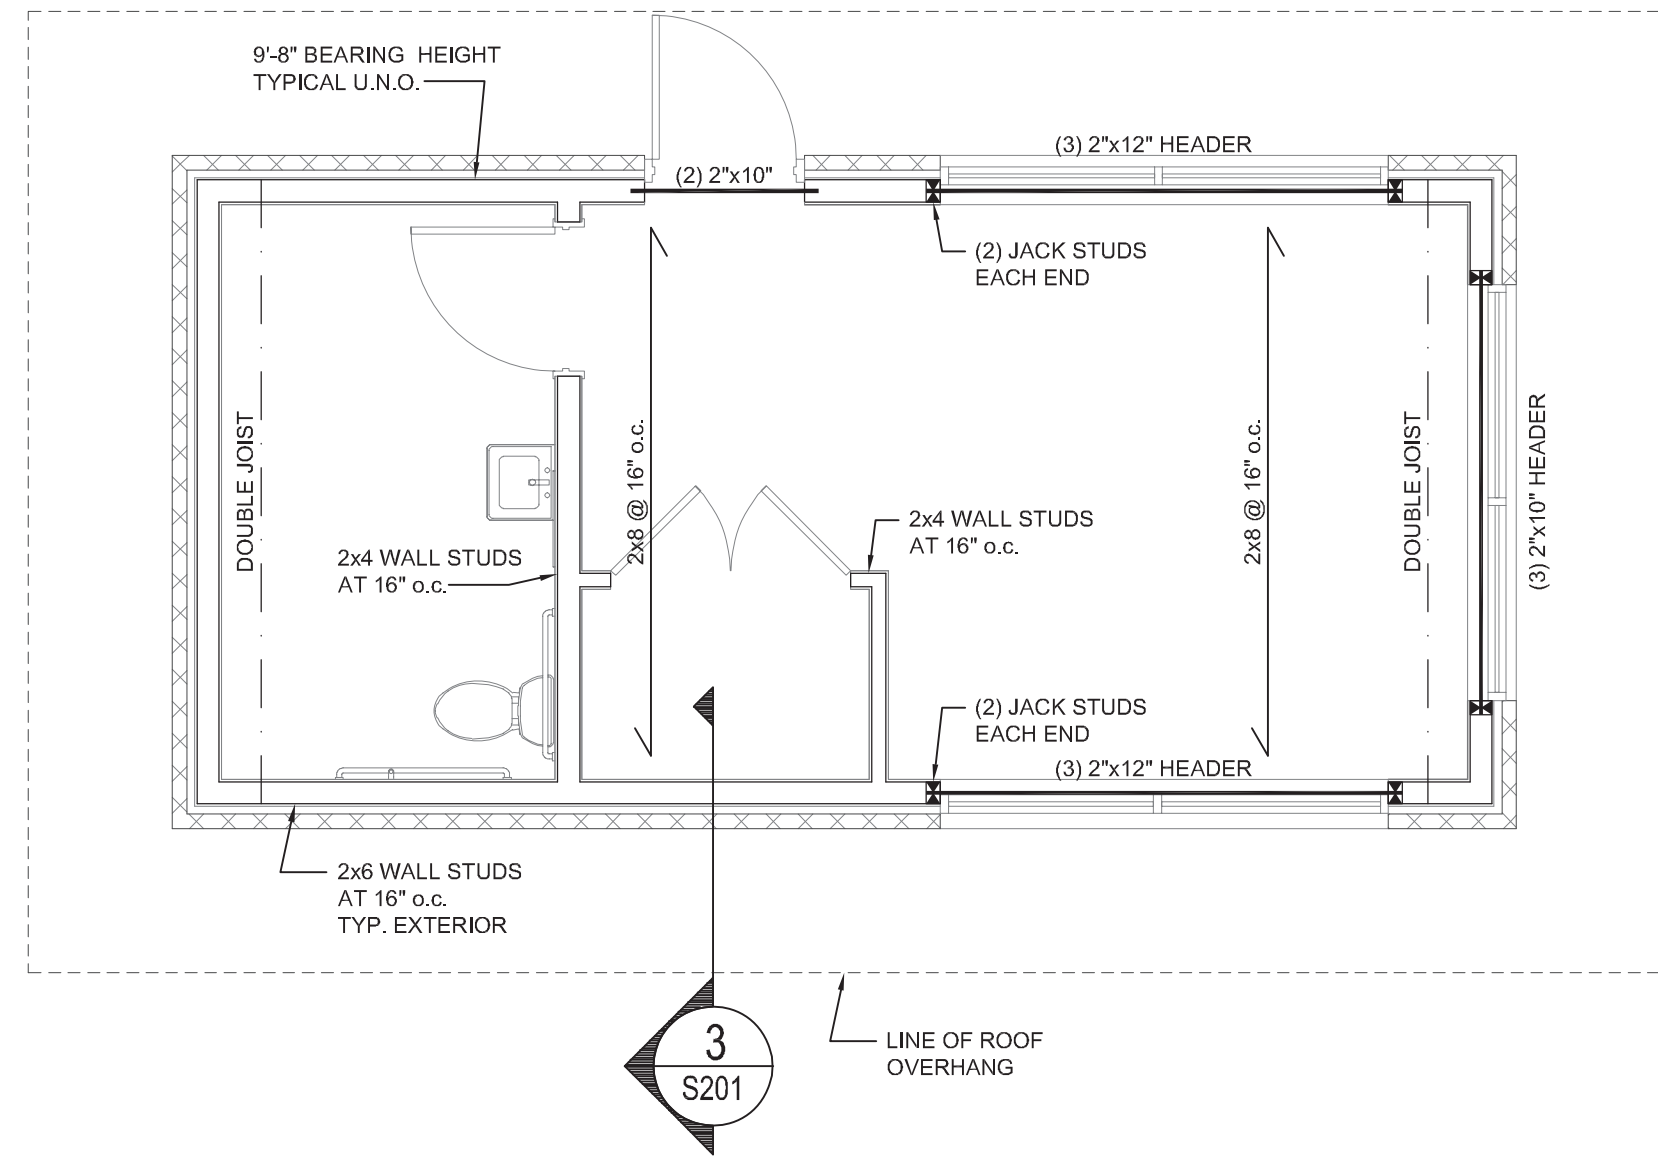 9'-8" BEARING HEIGHT
TYPICAL U.N.O.
(3) 2"x12" HEADER
(2) 2"x10"
(2) JACK STUDS
EACH END
DOUBLE JOIST
2x8 @ 16" o.c.
2x8 @ 16" o.c.
DOUBLE JOIST
(3) 2"x10" HEADER
2x4 WALL STUDS
AT 16" o.c.
2x4 WALL STUDS
AT 16" o.c.
(2) JACK STUDS
EACH END
(3) 2"x12" HEADER
2x6 WALL STUDS
AT 16" o.c.
TYP. EXTERIOR
3
S201
LINE OF ROOF
OVERHANG